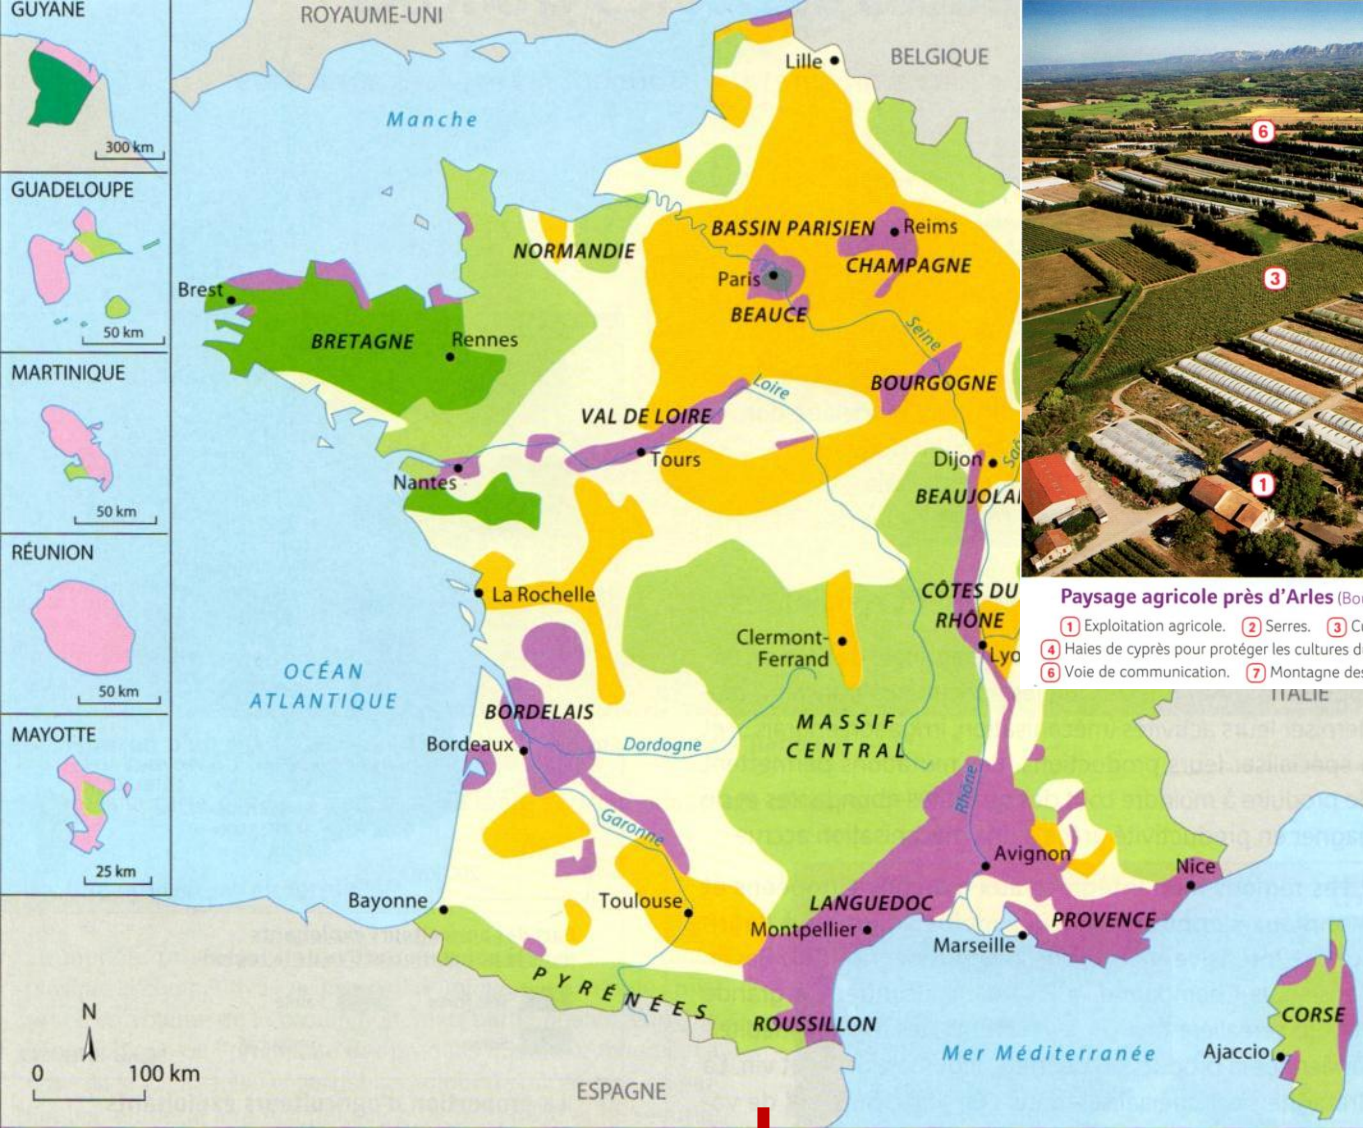 GUYANE
300 km
GUADELOUPE
50 km
MARTINIQUE
50 km
RÉUNION
50 km
MAYOTTE
25 km
ROYAUME-UNI
BELGIQUE
Manche
Lille
NORMANDIE
BASSIN PARISIEN
Reims
CHAMPAGNE
Paris
BEAUCE
Brest
BRETAGNE
Rennes
Seine
BOURGOGNE
Loire
VAL DE LOIRE
Tours
Nantes
Dijon
BEAUJOLAI
La Rochelle
CÔTES DU
RHÔNE
Clermont-
Ferrand
Lyo
OCÉAN
ATLANTIQUE
BORDELAIS
Bordeaux
Dordogne
MASSIF
CENTRAL
ITALIE
Rhône
Garonne
Avignon
Nice
Bayonne
Toulouse
LANGUEDOC
Montpellier
PROVENCE
Marseille
PYRÉNÉES
ROUSSILLON
CORSE
Ajaccio
Mer Méditerranée
ESPAGNE
N
0 100 km
6
3
1
Paysage agricole près d'Arles (Bo
1 Exploitation agricole. 2 Serres. 3 C
4 Haies de cyprès pour protéger les cultures d
6 Voie de communication. 7 Montagne des